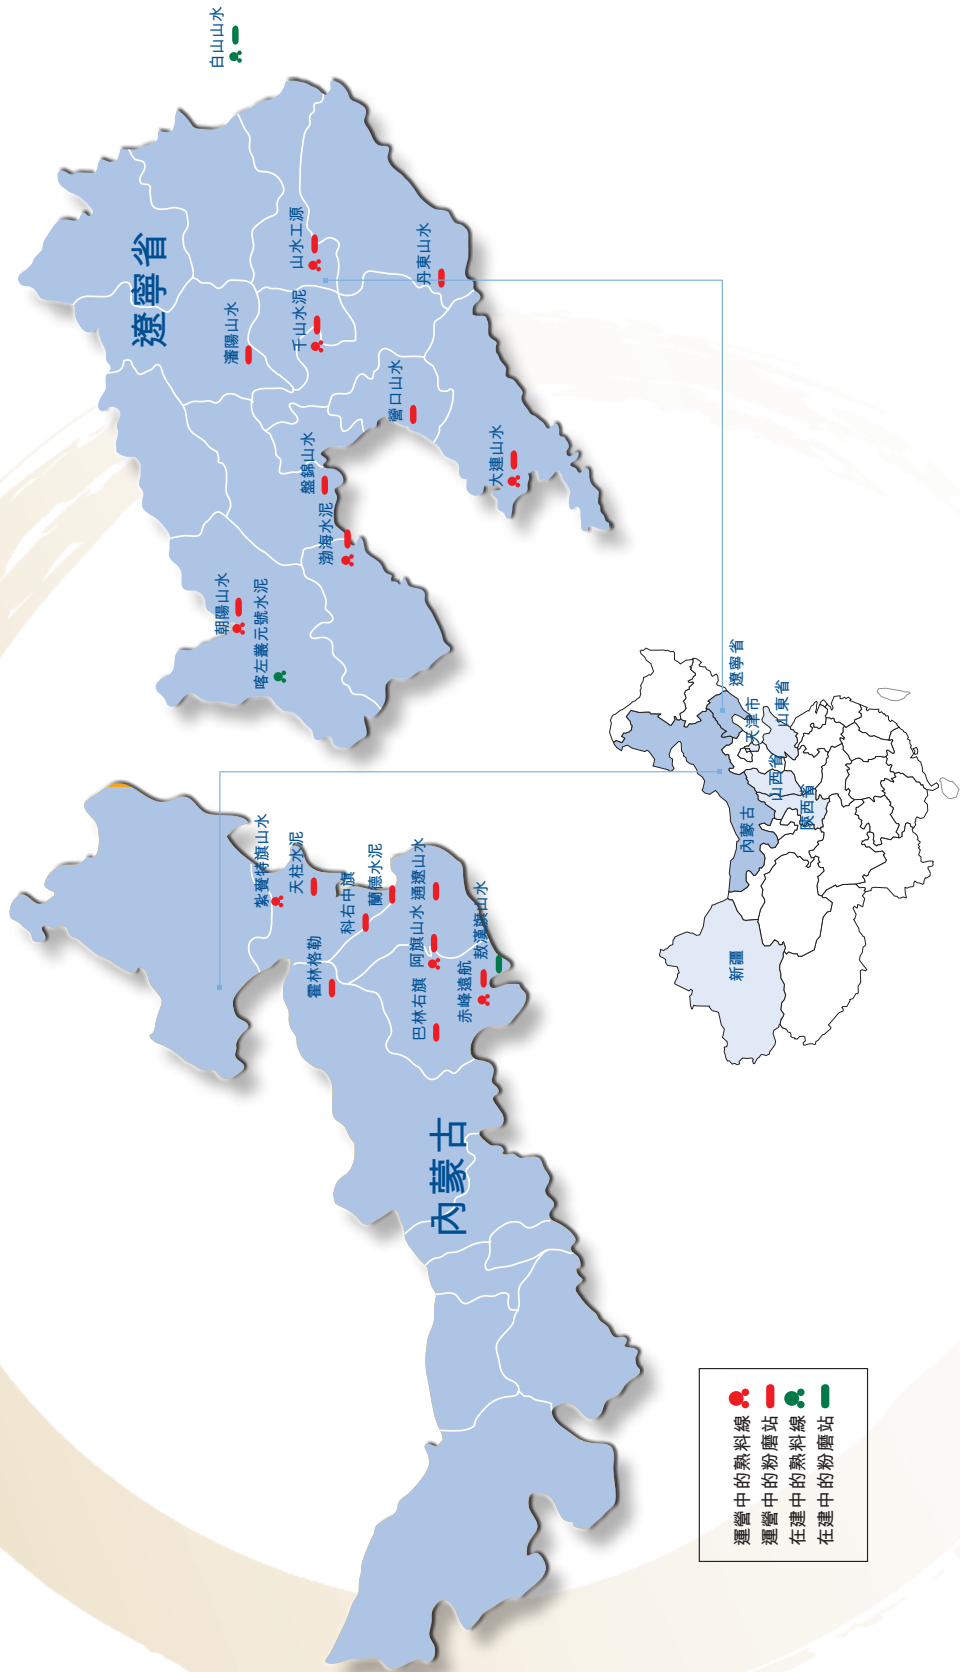 白山山水
遼寧省
山水工源
丹東山水
千山水泥
瀋陽山水
營口山水
大連山水
盤錦山水
渤海水泥
朝陽山水
喀左叢元號水泥
內蒙古
紮賚特旗山水
天柱水泥
科右中旗
蘭德水泥
通遼山水
敖漢旗山水
阿旗山水
霍林格勒
巴林右旗
赤峰遠航
遼寧省
天津市
山東省
山西省
陝西省
內蒙古
新疆
運營中的熟料線
運營中的粉磨站
在建中的熟料線
在建中的粉磨站